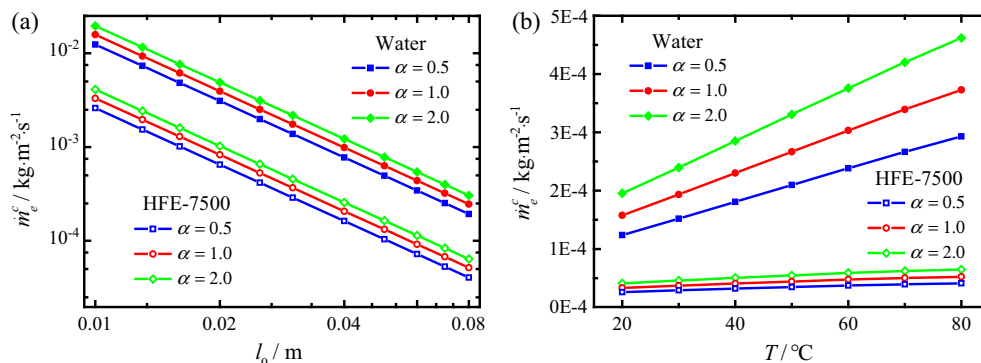 (a)
10⁻²
10⁻³
10⁻⁴
ṁₑᶜ / kg·m⁻²·s⁻¹
Water
α = 0.5
α = 1.0
α = 2.0
HFE-7500
α = 0.5
α = 1.0
α = 2.0
0.01 0.02 0.04 0.08
l₀ / m
(b)
5E-4
4E-4
3E-4
2E-4
1E-4
0E-4
ṁₑᶜ / kg·m⁻²·s⁻¹
Water
α = 0.5
α = 1.0
α = 2.0
HFE-7500
α = 0.5
α = 1.0
α = 2.0
20 40 60 80
T / °C